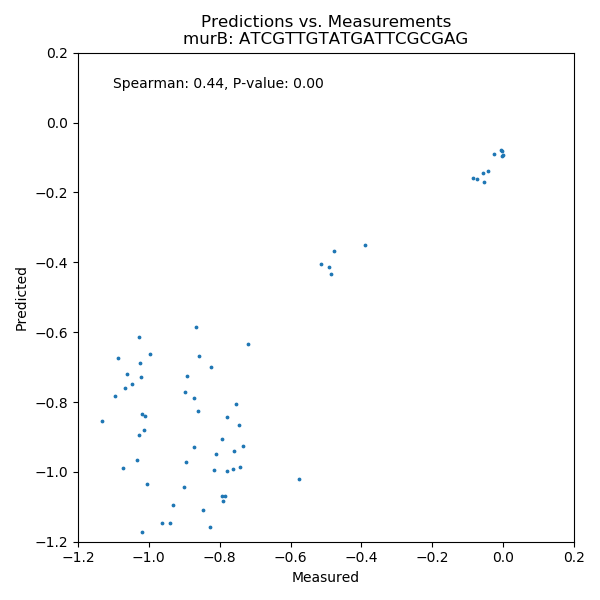 Predictions vs. Measurements
murB: ATCGTTGTATGATTCGCGAG
Spearman: 0.44, P-value: 0.00
0.2
0.0
−0.2
−0.4
−0.6
−0.8
−1.0
−1.2
Predicted
−1.2 −1.0 −0.8 −0.6 −0.4 −0.2 0.0 0.2
Measured